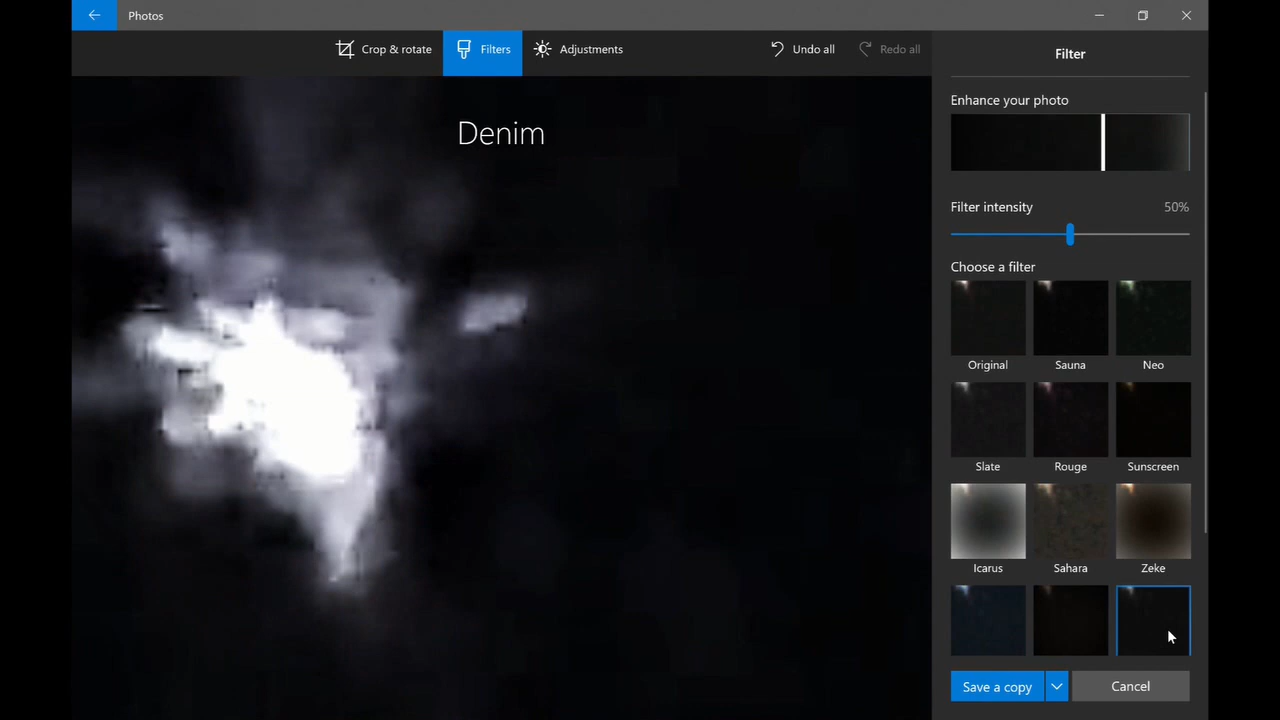 Photos
Crop & rotate
Filters
Adjustments
Undo all
Redo all
Filter
Denim
Enhance your photo
Filter intensity 50%
Choose a filter
Original Sauna Neo
Slate Rouge Sunscreen
Icarus Sahara Zeke
Save a copy
Cancel